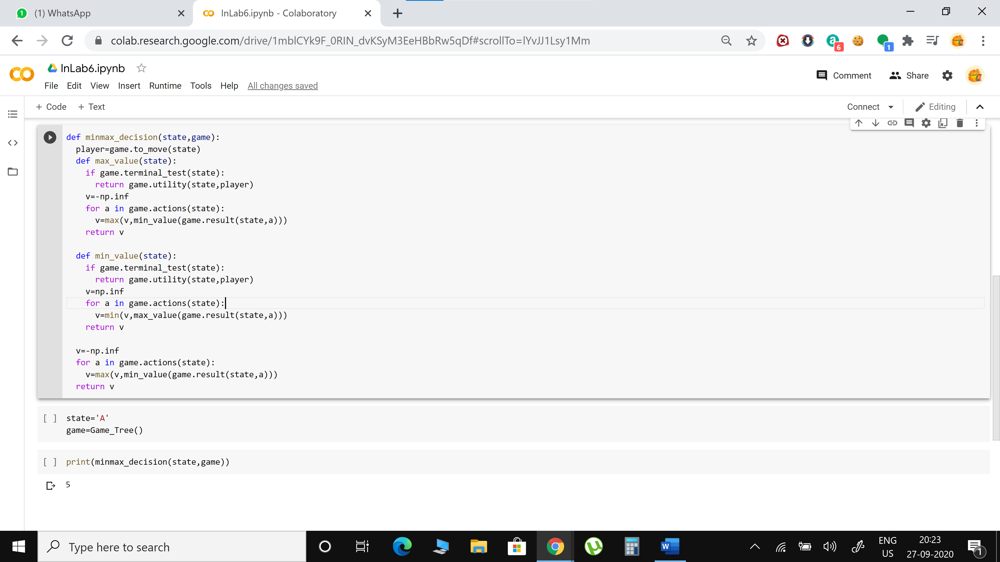 1 (1) WhatsApp
InLab6.ipynb - Colaboratory
colab.research.google.com/drive/1mblCYk9F_0RIN_dvKSyM3EeHBbRw5qDf#scrollTo=lYvJJ1Lsy1Mm
a 6
1
InLab6.ipynb
Comment Share
File Edit View Insert Runtime Tools Help All changes saved
+ Code + Text
Connect Editing
def minmax_decision(state,game):
  player=game.to_move(state)
  def max_value(state):
    if game.terminal_test(state):
      return game.utility(state,player)
    v=-np.inf
    for a in game.actions(state):
      v=max(v,min_value(game.result(state,a)))
    return v
  def min_value(state):
    if game.terminal_test(state):
      return game.utility(state,player)
    v=np.inf
    for a in game.actions(state):
      v=min(v,max_value(game.result(state,a)))
    return v
  v=-np.inf
  for a in game.actions(state):
    v=max(v,min_value(game.result(state,a)))
  return v
[ ] state='A'
game=Game_Tree()
[ ] print(minmax_decision(state,game))
5
Type here to search
W
ENG
US
20:23
27-09-2020
1